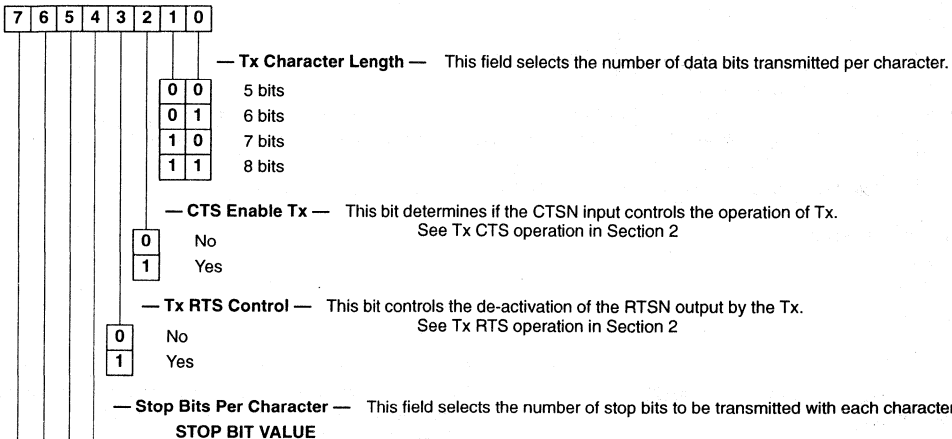 7 6 5 4 3 2 1 0
— Tx Character Length — This field selects the number of data bits transmitted per character.
0 0 5 bits
0 1 6 bits
1 0 7 bits
1 1 8 bits
— CTS Enable Tx — This bit determines if the CTSN input controls the operation of Tx.
See Tx CTS operation in Section 2
0 No
1 Yes
— Tx RTS Control — This bit controls the de-activation of the RTSN output by the Tx.
See Tx RTS operation in Section 2
0 No
1 Yes
— Stop Bits Per Character — This field selects the number of stop bits to be transmitted with each character
STOP BIT VALUE